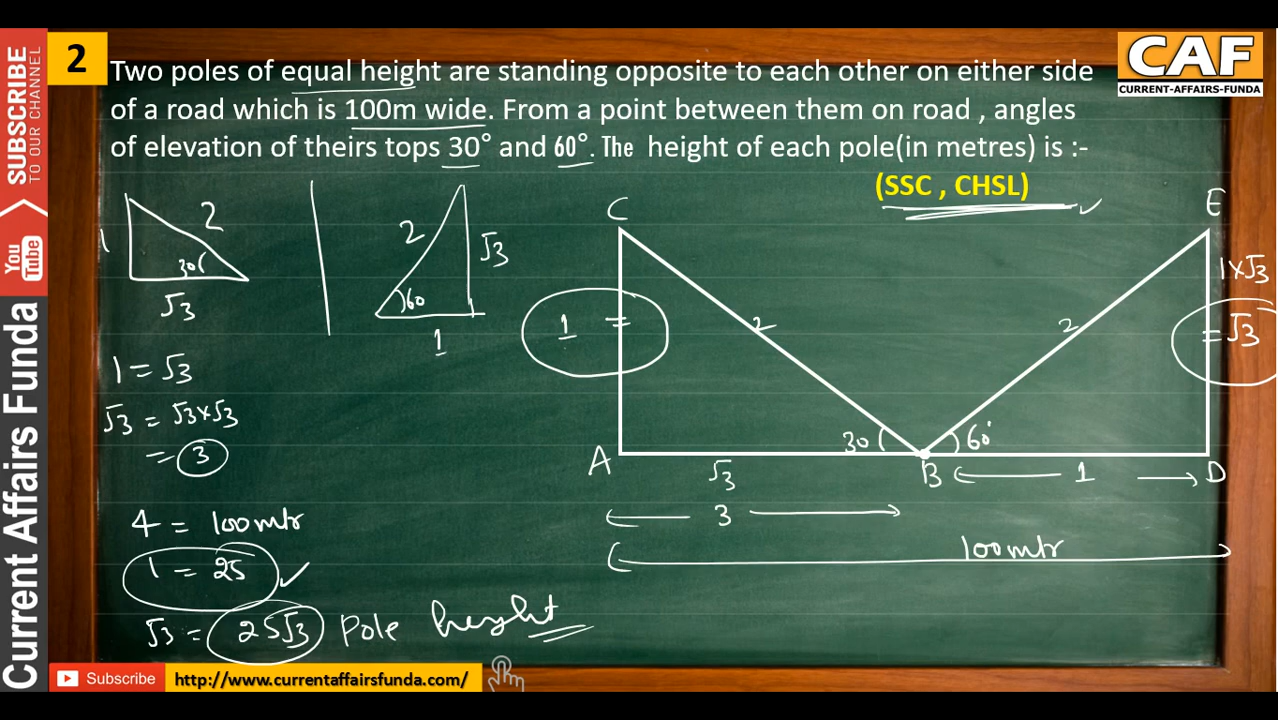 2
Two poles of equal height are standing opposite to each other on either side
of a road which is 100m wide. From a point between them on road , angles
of elevation of theirs tops 30° and 60°. The height of each pole(in metres) is :-
(SSC , CHSL)
CAF
CURRENT-AFFAIRS-FUNDA
SUBSCRIBE
TO OUR CHANNEL
You Tube
Current Affairs Funda
1
2
30
√3
2
√3
60
1
1 = √3
√3 = √3×√3
= 3
4 = 100mtr
1 = 25
√3 = 25√3 Pole height
C
E
1 =
2
2
1×√3
= √3
30
60°
A
√3
B
1
D
3
100mtr
Subscribe
http://www.currentaffairsfunda.com/